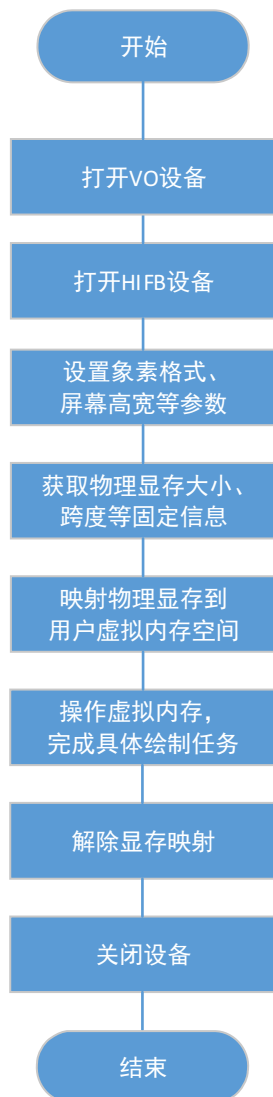 开始
打开VO设备
打开HIFB设备
设置象素格式、
屏幕高宽等参数
获取物理显存大小、
跨度等固定信息
映射物理显存到
用户虚拟内存空间
操作虚拟内存，
完成具体绘制任务
解除显存映射
关闭设备
结束